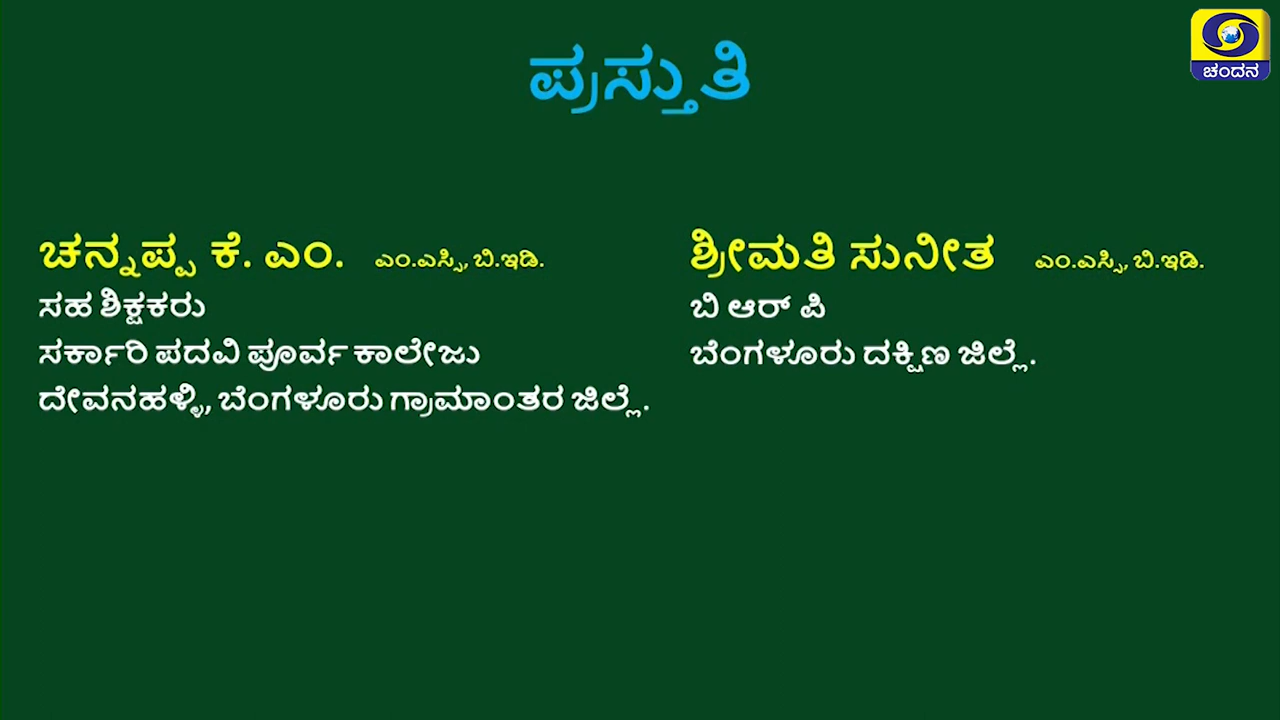 ಪ್ರಸ್ತುತಿ
ಚಂದನ
ಚನ್ನಪ್ಪ ಕೆ. ಎಂ. ಎಂ.ಎಸ್ಸಿ, ಬಿ.ಇಡಿ.
ಸಹ ಶಿಕ್ಷಕರು
ಸರ್ಕಾರಿ ಪದವಿ ಪೂರ್ವ ಕಾಲೇಜು
ದೇವನಹಳ್ಳಿ, ಬೆಂಗಳೂರು ಗ್ರಾಮಾಂತರ ಜಿಲ್ಲೆ.
ಶ್ರೀಮತಿ ಸುನೀತ ಎಂ.ಎಸ್ಸಿ, ಬಿ.ಇಡಿ.
ಬಿ ಆರ್ ಪಿ
ಬೆಂಗಳೂರು ದಕ್ಷಿಣ ಜಿಲ್ಲೆ.